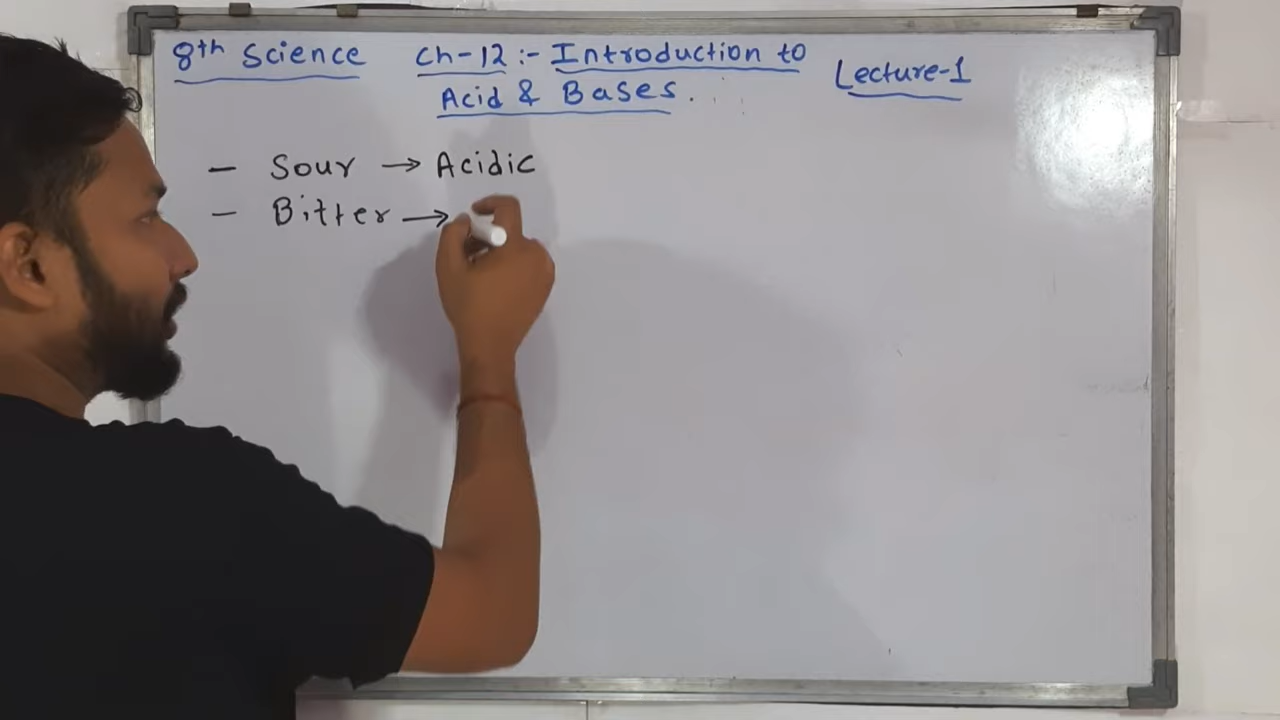 8th Science Ch-12 :- Introduction to
Acid & Bases.
Lecture-1
- Sour → Acidic
- Bitter →